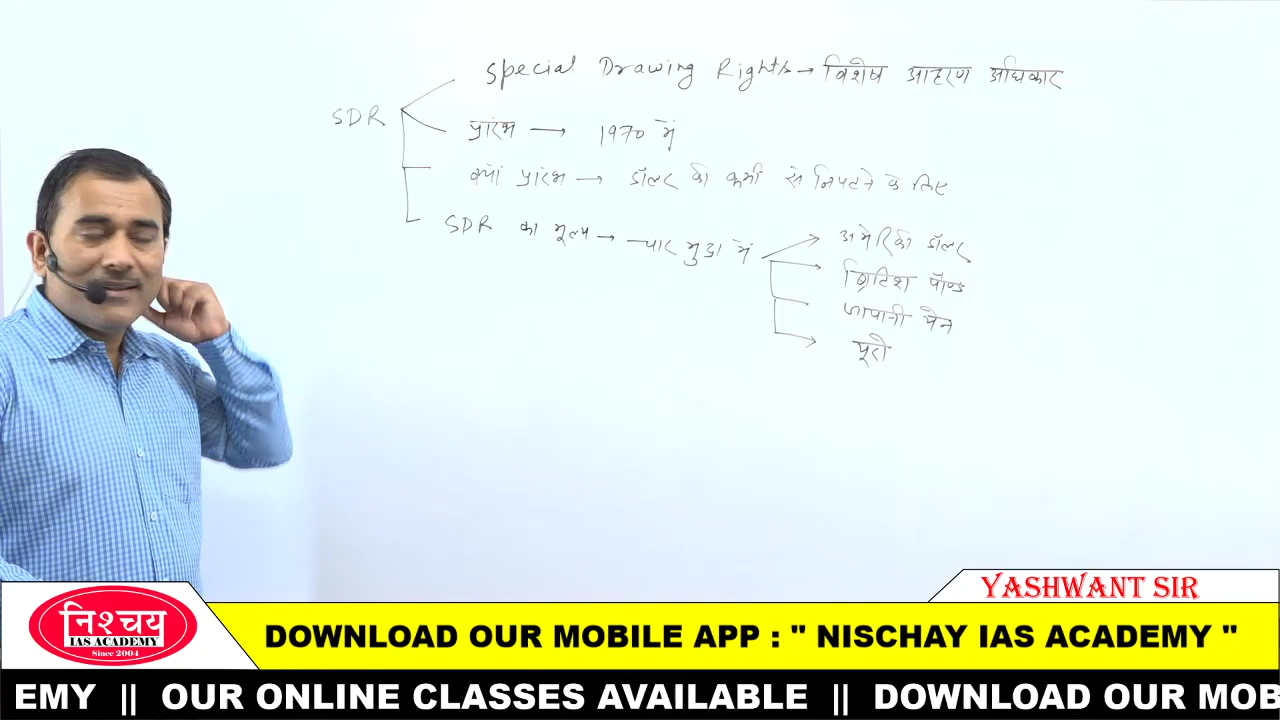 Special Drawing Rights → विशेष आहरण अधिकार
SDR
प्रारंभ → 1970 में
क्यों प्रारंभ → डॉलर की कमी से निपटने के लिए
SDR का मूल्य → चार मुद्रा में
अमेरिकी डॉलर
ब्रिटिश पॉण्ड
जापानी येन
यूरो
YASHWANT SIR
निश्चय
IAS ACADEMY
Since 2004
DOWNLOAD OUR MOBILE APP : " NISCHAY IAS ACADEMY "
EMY || OUR ONLINE CLASSES AVAILABLE || DOWNLOAD OUR MOB